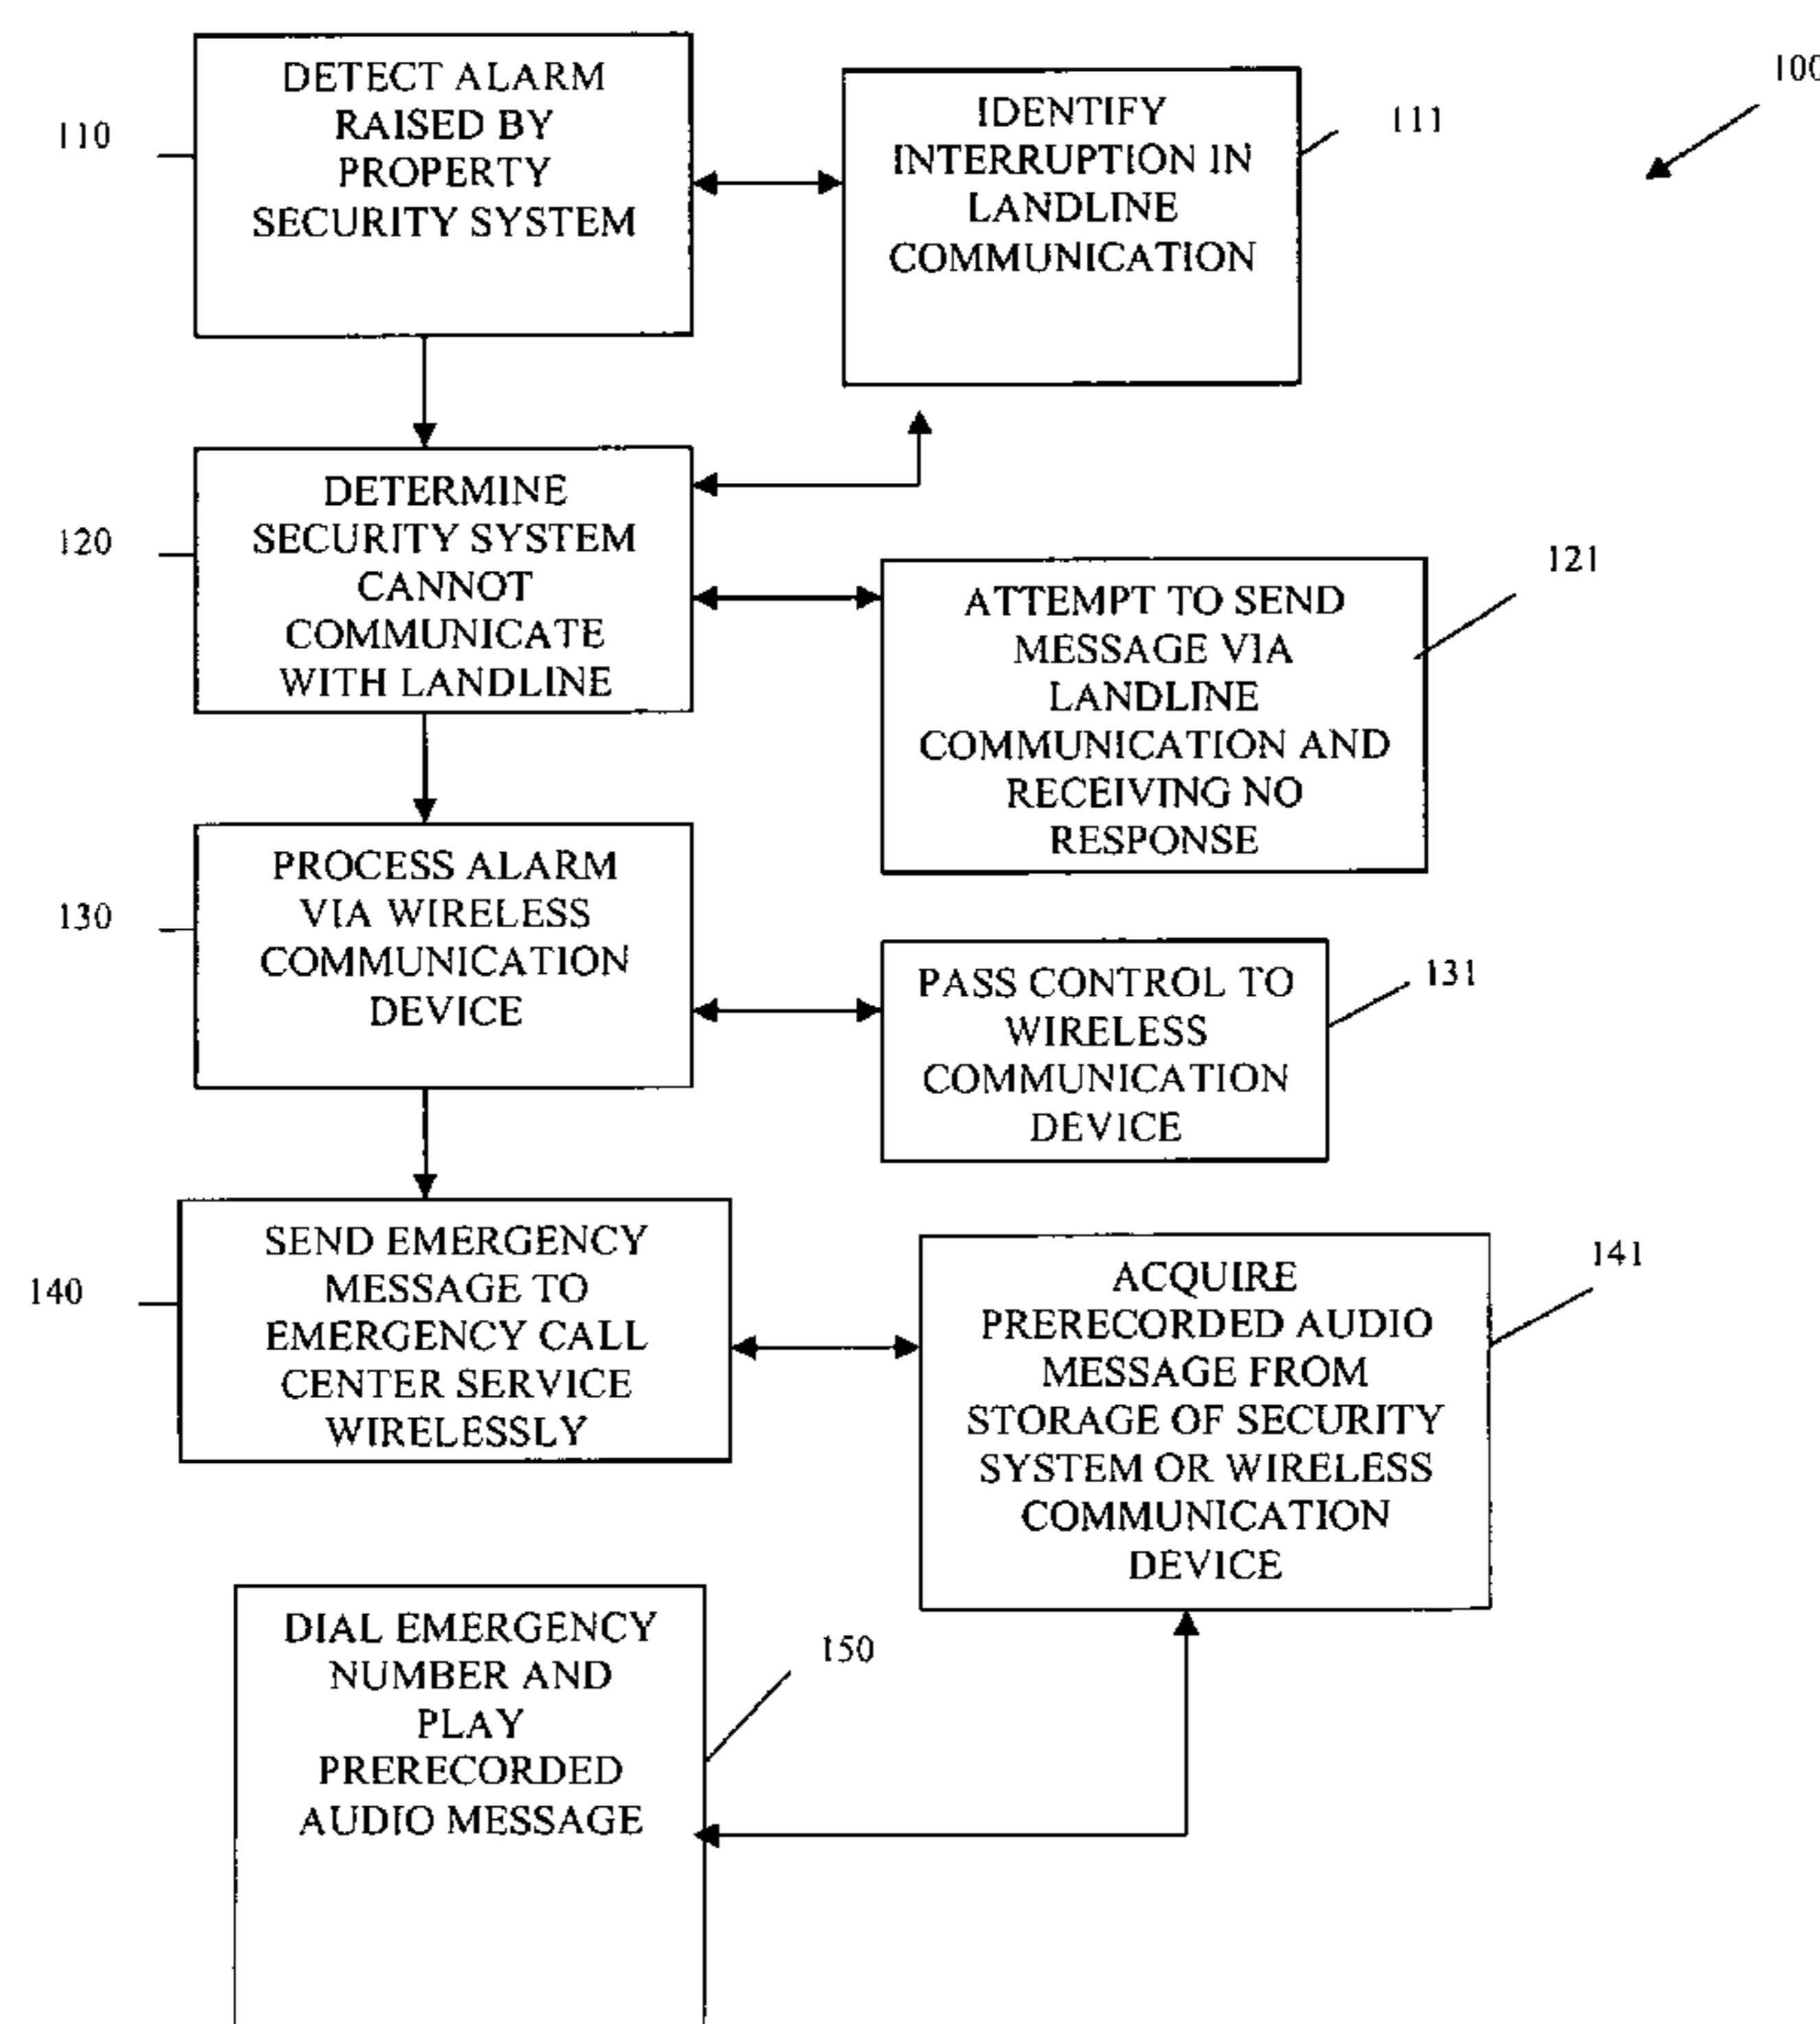 100
110
DETECT ALARM
RAISED BY
PROPERTY
SECURITY SYSTEM
IDENTIFY
INTERRUPTION IN
LANDLINE
COMMUNICATION
111
120
DETERMINE
SECURITY SYSTEM
CANNOT
COMMUNICATE
WITH LANDLINE
121
ATTEMPT TO SEND
MESSAGE VIA
LANDLINE
COMMUNICATION AND
RECEIVING NO
RESPONSE
130
PROCESS ALARM
VIA WIRELESS
COMMUNICATION
DEVICE
PASS CONTROL TO
WIRELESS
COMMUNICATION
DEVICE
131
140
SEND EMERGENCY
MESSAGE TO
EMERGENCY CALL
CENTER SERVICE
WIRELESSLY
141
ACQUIRE
PRERECORDED AUDIO
MESSAGE FROM
STORAGE OF SECURITY
SYSTEM OR WIRELESS
COMMUNICATION
DEVICE
DIAL EMERGENCY
NUMBER AND
PLAY
PRERECORDED
AUDIO MESSAGE
150